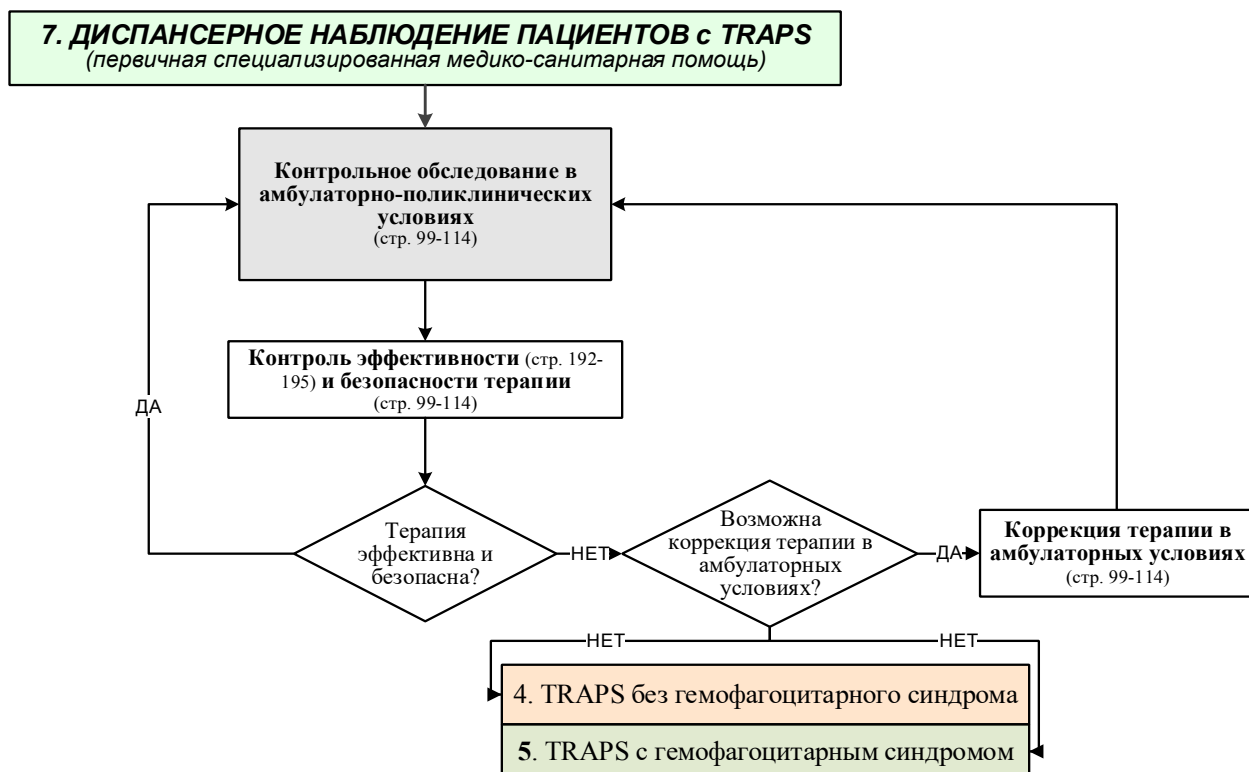 7. ДИСПАНСЕРНОЕ НАБЛЮДЕНИЕ ПАЦИЕНТОВ с TRAPS
(первичная специализированная медико-санитарная помощь)
Контрольное обследование в
амбулаторно-поликлинических
условиях
(стр. 99-114)
Контроль эффективности (стр. 192-
195) и безопасности терапии
(стр. 99-114)
ДА
Терапия
эффективна и
безопасна?
НЕТ
Возможна
коррекция терапии в
амбулаторных
условиях?
ДА
Коррекция терапии в
амбулаторных условиях
(стр. 99-114)
НЕТ
НЕТ
4. TRAPS без гемофагоцитарного синдрома
5. TRAPS с гемофагоцитарным синдромом